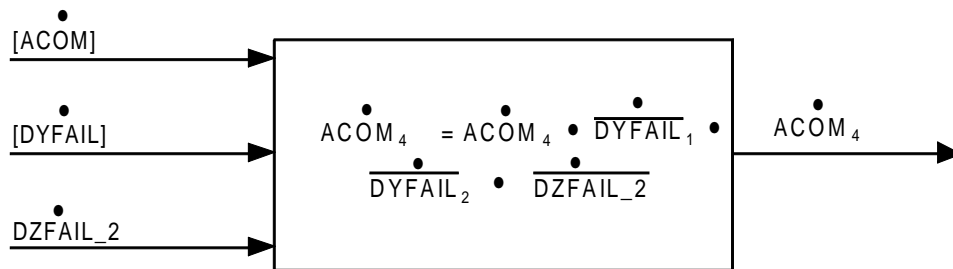 [ACOM]
[DYFAIL]
DZFAIL_2
ACOM₄ = ACOM₄ • DYFAIL₁ •
DYFAIL₂ • DZFAIL_2
ACOM₄